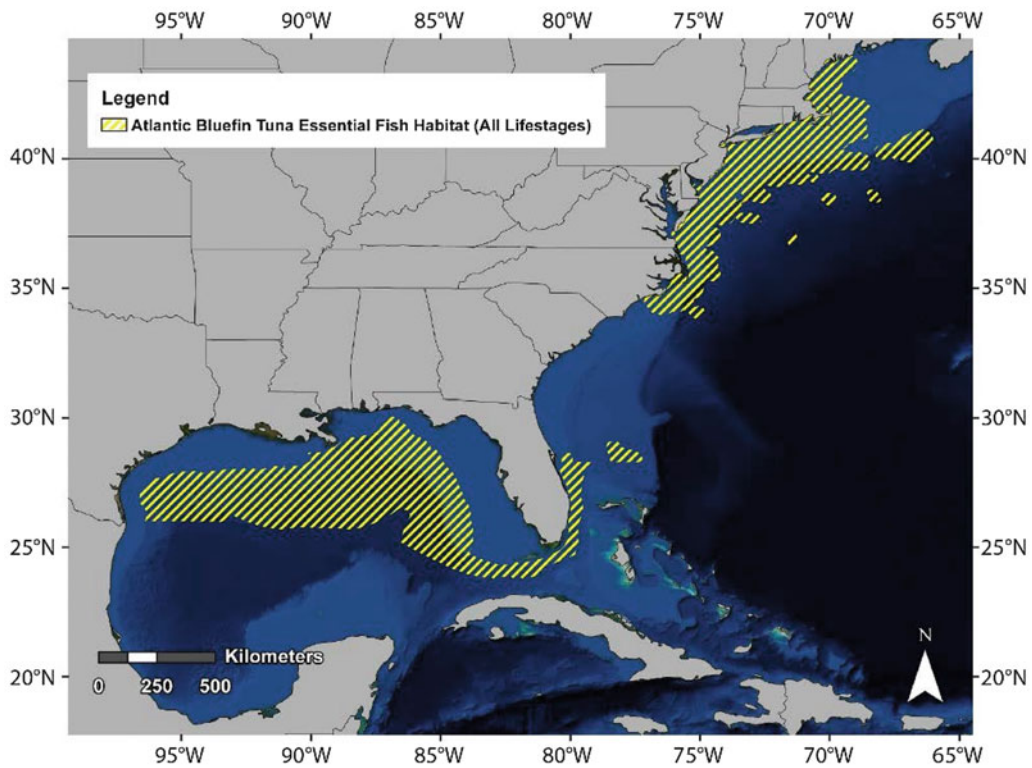 95°W 90°W 85°W 80°W 75°W 70°W 65°W
Legend
Atlantic Bluefin Tuna Essential Fish Habitat (All Lifestages)
40°N 40°N
35°N 35°N
30°N 30°N
25°N 25°N
N
Kilometers
0 250 500
20°N 20°N
95°W 90°W 85°W 80°W 75°W 70°W 65°W